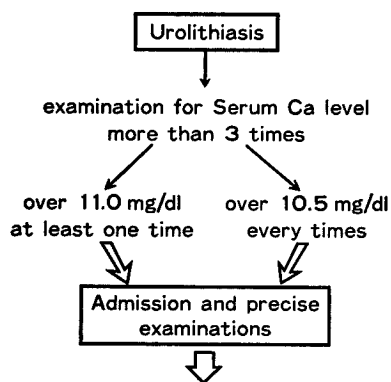 Urolithiasis
examination for Serum Ca level
more than 3 times
over 11.0 mg/dl
at least one time
over 10.5 mg/dl
every times
Admission and precise
examinations